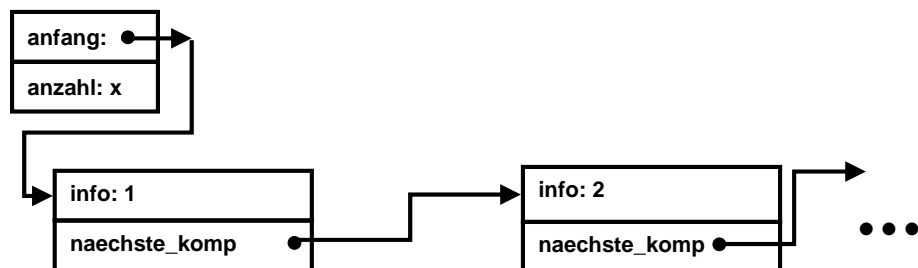 anfang:
anzahl: x
info: 1
naechste_komp
info: 2
naechste_komp